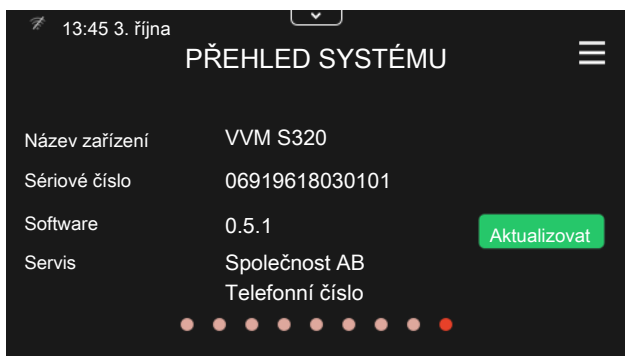 13:45 3. října
PŘEHLED SYSTÉMU
Název zařízení VVM S320
Sériové číslo 06919618030101
Software 0.5.1 Aktualizovat
Servis Společnost AB
Telefonní číslo